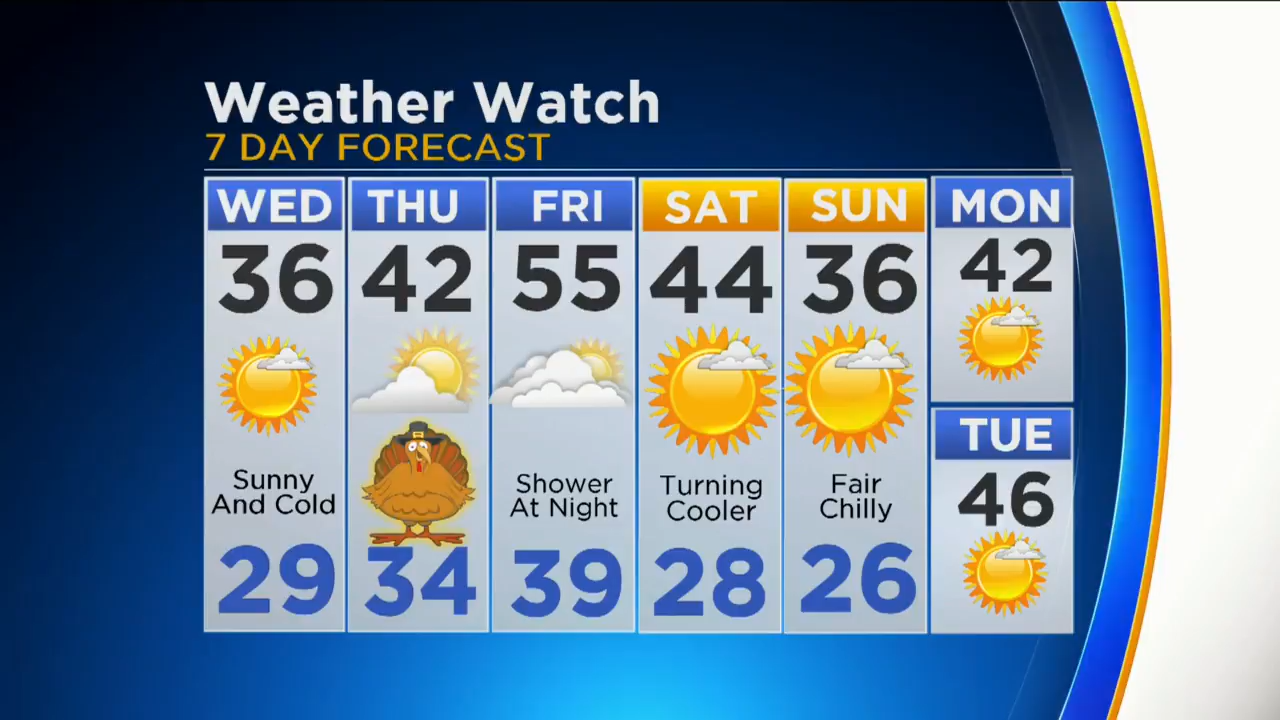 Weather Watch
7 DAY FORECAST
WED
36
Sunny
And Cold
29
THU
42
34
FRI
55
Shower
At Night
39
SAT
44
Turning
Cooler
28
SUN
36
Fair
Chilly
26
MON
42
TUE
46